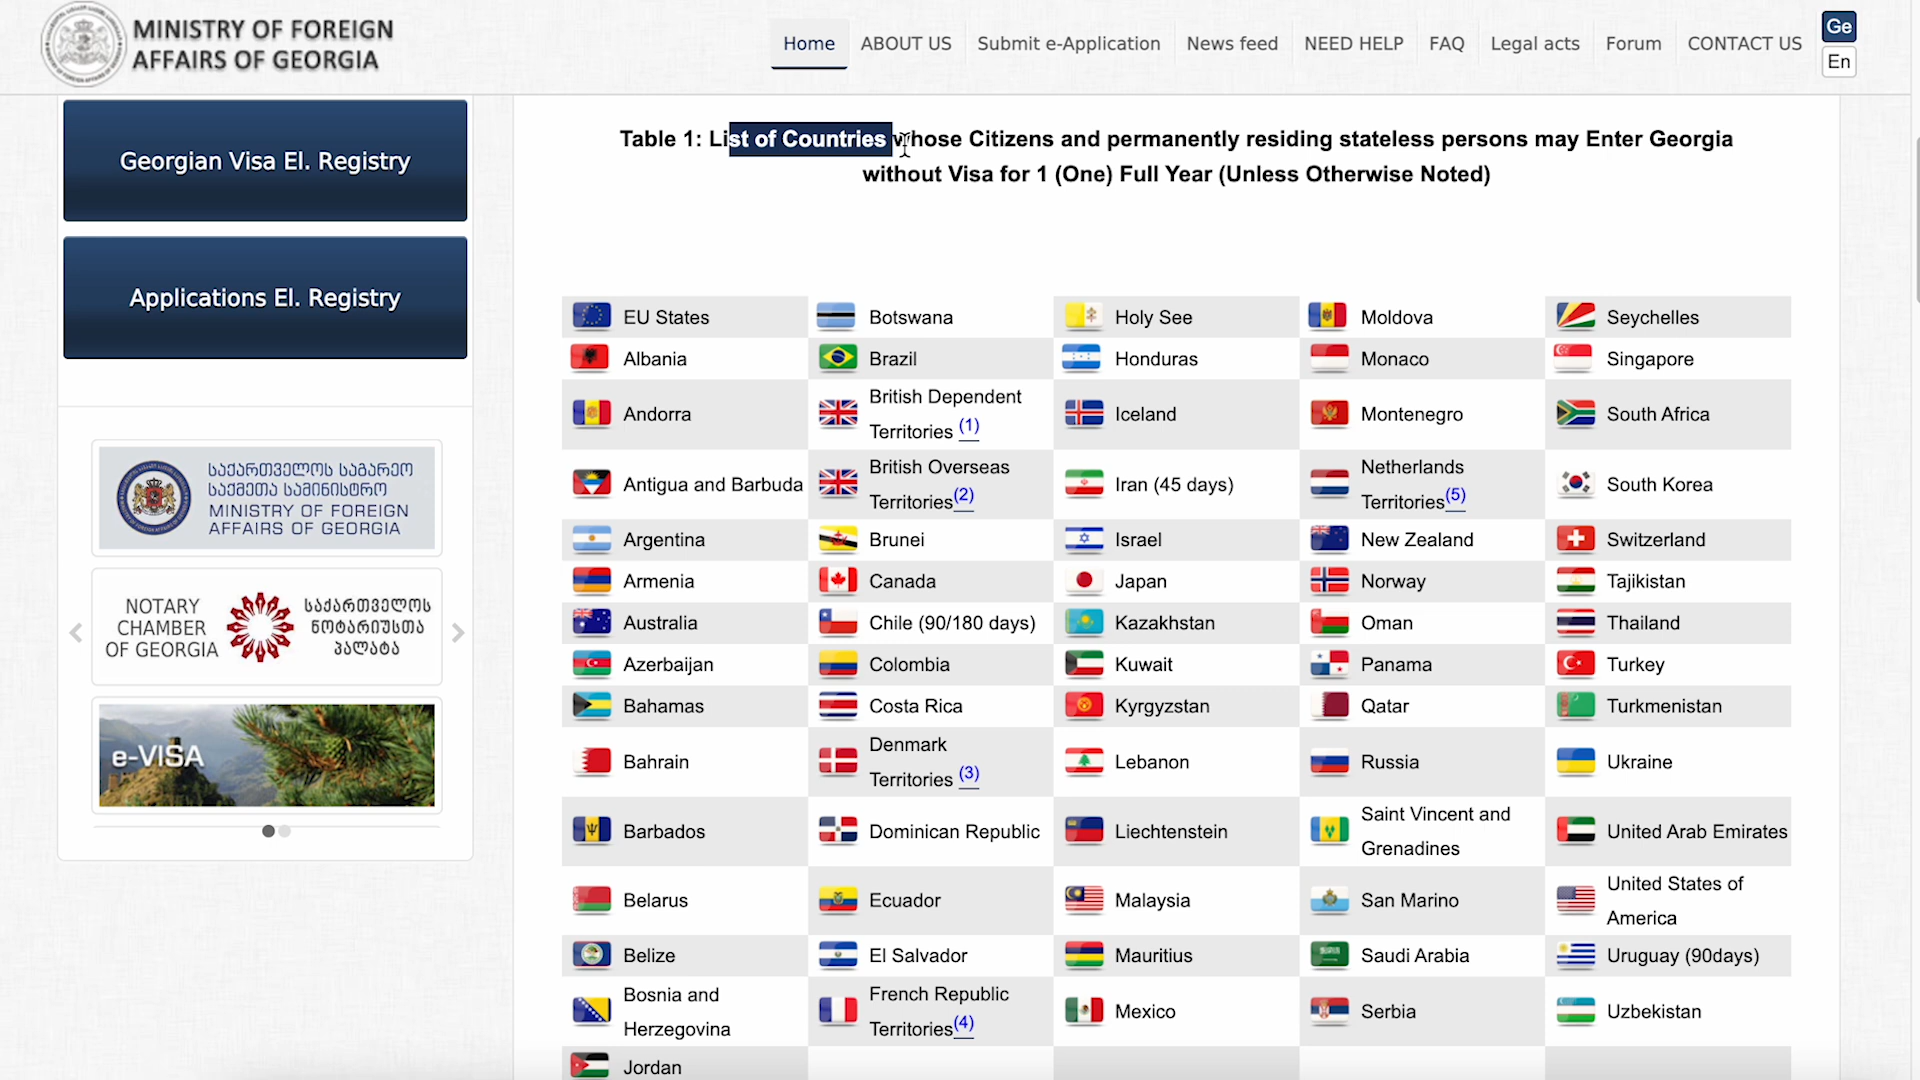 MINISTRY OF FOREIGN
AFFAIRS OF GEORGIA
Home
ABOUT US
Submit e-Application
News feed
NEED HELP
FAQ
Legal acts
Forum
CONTACT US
Ge
En
Georgian Visa El. Registry
Applications El. Registry
საქართველოს საგარეო
საქმეთა სამინისტრო
MINISTRY OF FOREIGN
AFFAIRS OF GEORGIA
NOTARY
CHAMBER
OF GEORGIA
საქართველოს
ნოტარიუსთა
პალატა
e-VISA
Table 1: List of Countries whose Citizens and permanently residing stateless persons may Enter Georgia
without Visa for 1 (One) Full Year (Unless Otherwise Noted)
EU States
Botswana
Holy See
Moldova
Seychelles
Albania
Brazil
Honduras
Monaco
Singapore
Andorra
British Dependent
Territories (1)
Iceland
Montenegro
South Africa
Antigua and Barbuda
British Overseas
Territories(2)
Iran (45 days)
Netherlands
Territories(5)
South Korea
Argentina
Brunei
Israel
New Zealand
Switzerland
Armenia
Canada
Japan
Norway
Tajikistan
Australia
Chile (90/180 days)
Kazakhstan
Oman
Thailand
Azerbaijan
Colombia
Kuwait
Panama
Turkey
Bahamas
Costa Rica
Kyrgyzstan
Qatar
Turkmenistan
Bahrain
Denmark
Territories (3)
Lebanon
Russia
Ukraine
Barbados
Dominican Republic
Liechtenstein
Saint Vincent and
Grenadines
United Arab Emirates
Belarus
Ecuador
Malaysia
San Marino
United States of
America
Belize
El Salvador
Mauritius
Saudi Arabia
Uruguay (90days)
Bosnia and
Herzegovina
French Republic
Territories(4)
Mexico
Serbia
Uzbekistan
Jordan